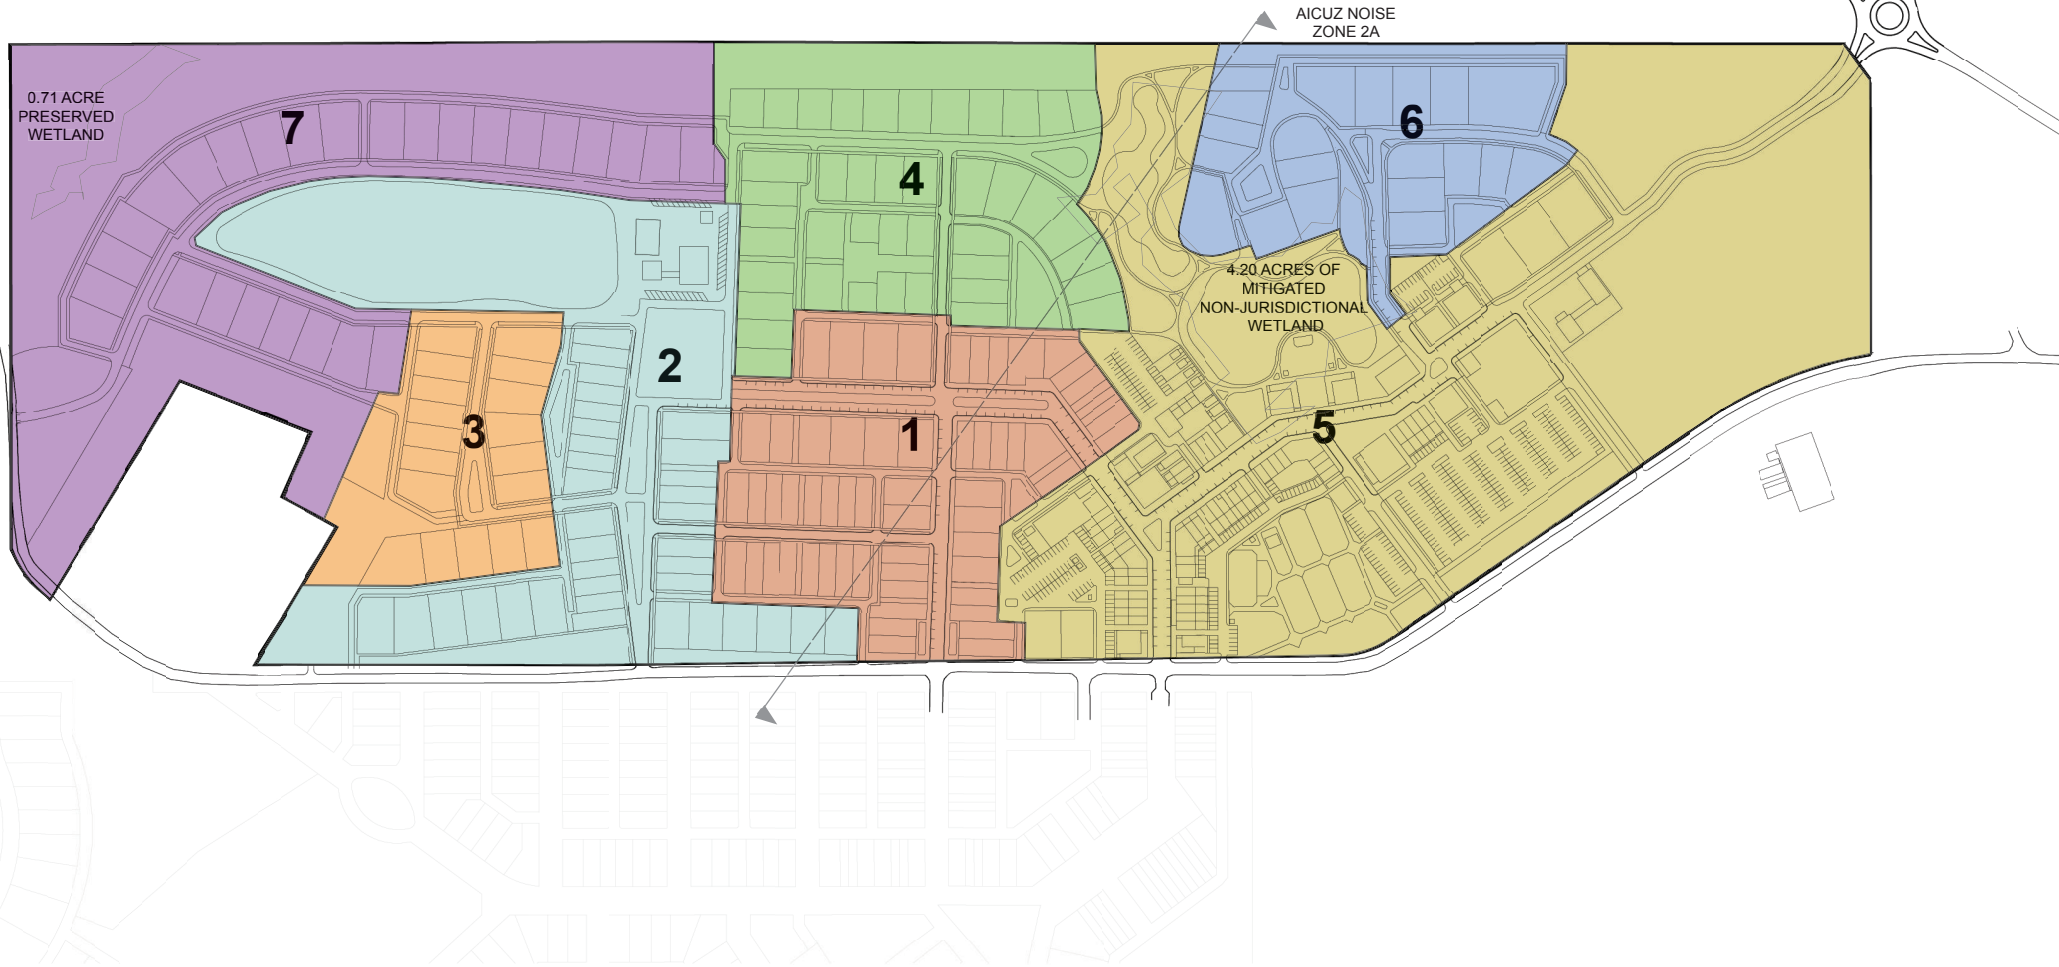 AICUZ NOISE
ZONE 2A
0.71 ACRE
PRESERVED
WETLAND
7
6
4
4.20 ACRES OF
MITIGATED
NON-JURISDICTIONAL
WETLAND
2
3
1
5